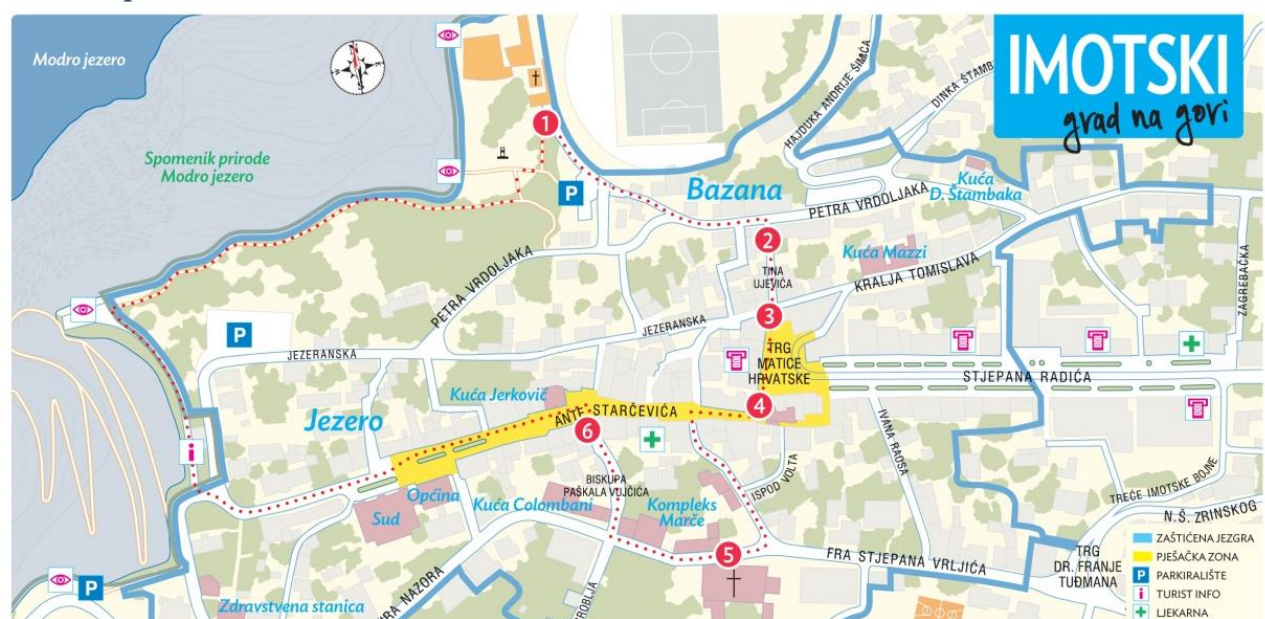 Modro jezero
Spomenik prirode
Modro jezero
IMOTSKI
grad na gori
HAJDUKA ANDRIJE ŠIMIĆA
DINKA ŠTAMB
1
P
Bazana
PETRA VRDOLJAKA
Kuća
D. Štambaka
2
Kuća Mazzi
KRALJA TOMISLAVA
TINA
UJEVIĆA
ZAGREBAČKA
PETRA VRDOLJAKA
3
JEZERANSKA
P
JEZERANSKA
TRG
MATICE
HRVATSKE
STJEPANA RADIĆA
Kuća Jerković
4
ANTE STARČEVIĆA
Jezero
6
IVANA RAOSA
i
BISKUPA
PAŠKALA VUJČIĆA
ISPOD VOLTA
TREĆE IMOTSKE BOJNE
Općina
Kuća Colombani
Kompleks
Marče
Sud
N.Š. ZRINSKOG
5
FRA STJEPANA VRLJIĆA
TRG
DR. FRANJE
TUĐMANA
P
Zdravstvena stanica
IRA NAZORA
ROBLJA
ZAŠTIĆENA JEZGRA
PJEŠAČKA ZONA
P PARKIRALIŠTE
i TURIST INFO
LJEKARNA